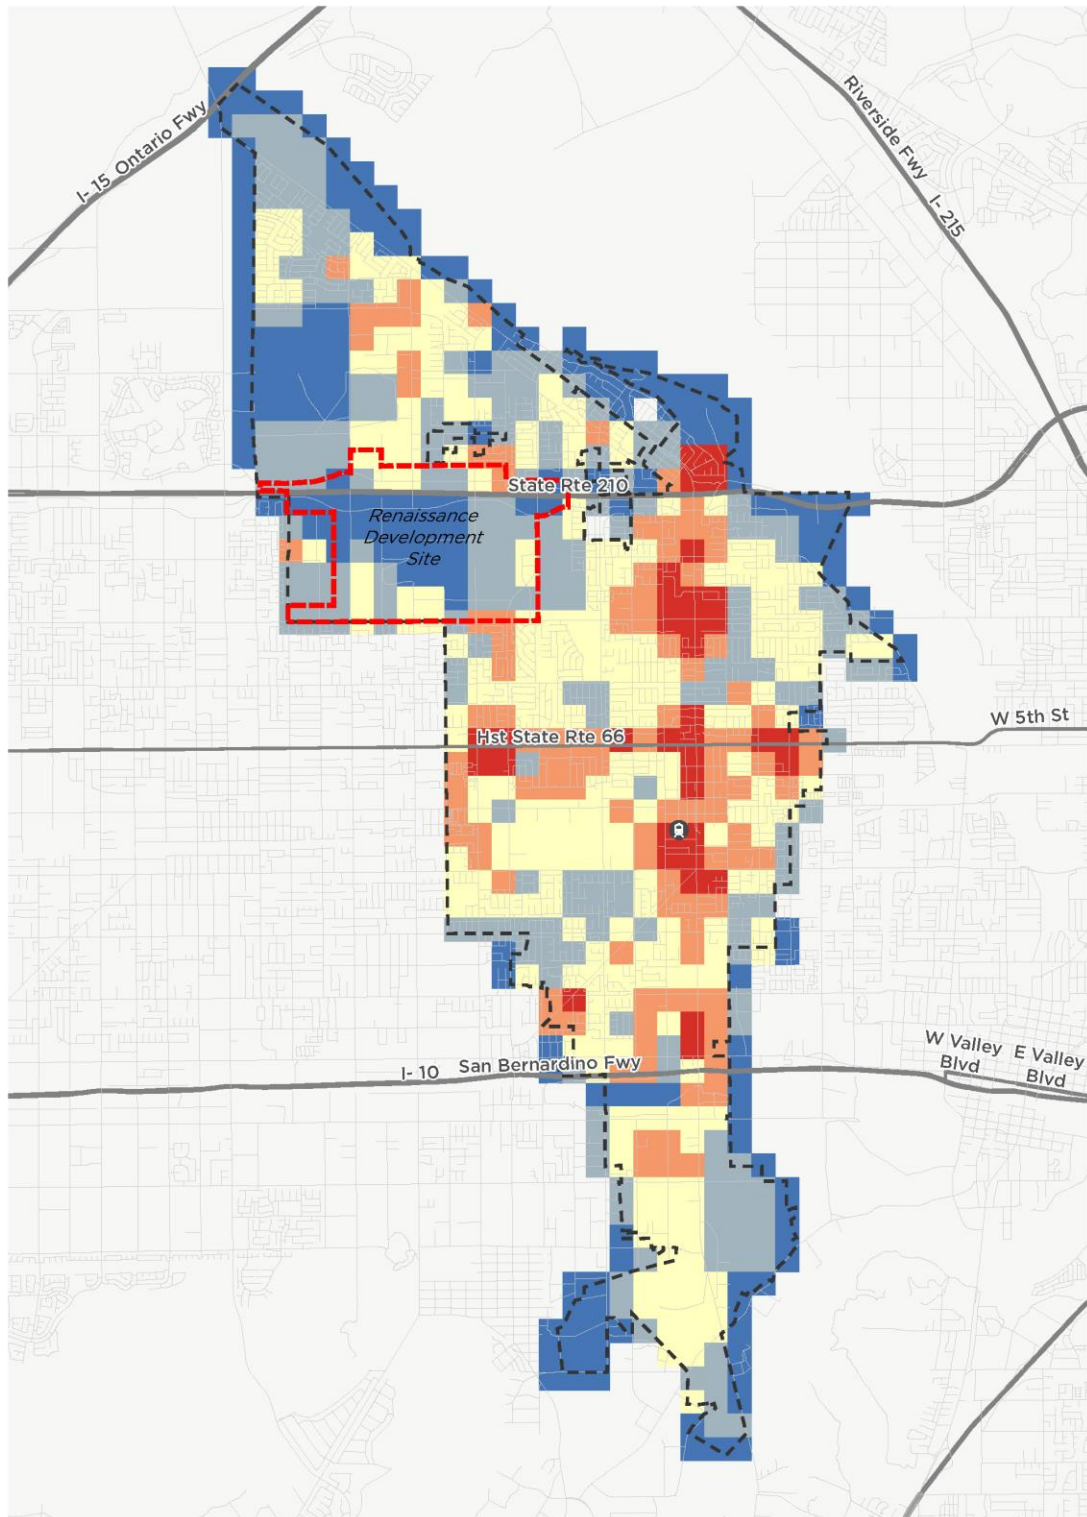 I- 15 Ontario Fwy
Riverside Fwy I- 215
State Rte 210
Renaissance
Development
Site
W 5th St
Hst State Rte 66
W Valley
Blvd
E Valley
Blvd
I- 10 San Bernardino Fwy